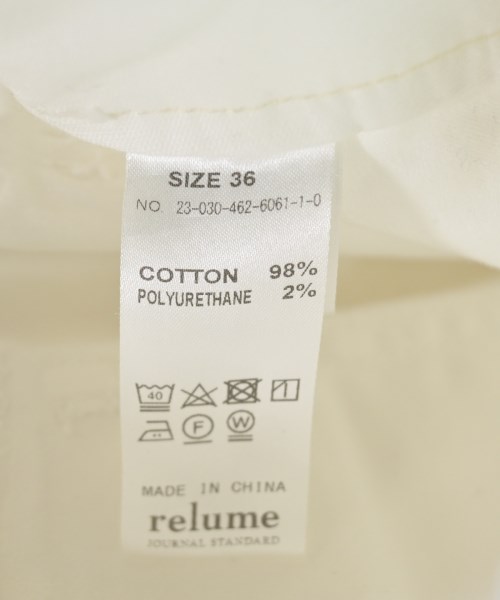 SIZE 36
NO. 23-030-462-6061-1-0
COTTON 98%
POLYURETHANE 2%
40
F W
MADE IN CHINA
relume
JOURNAL STANDARD